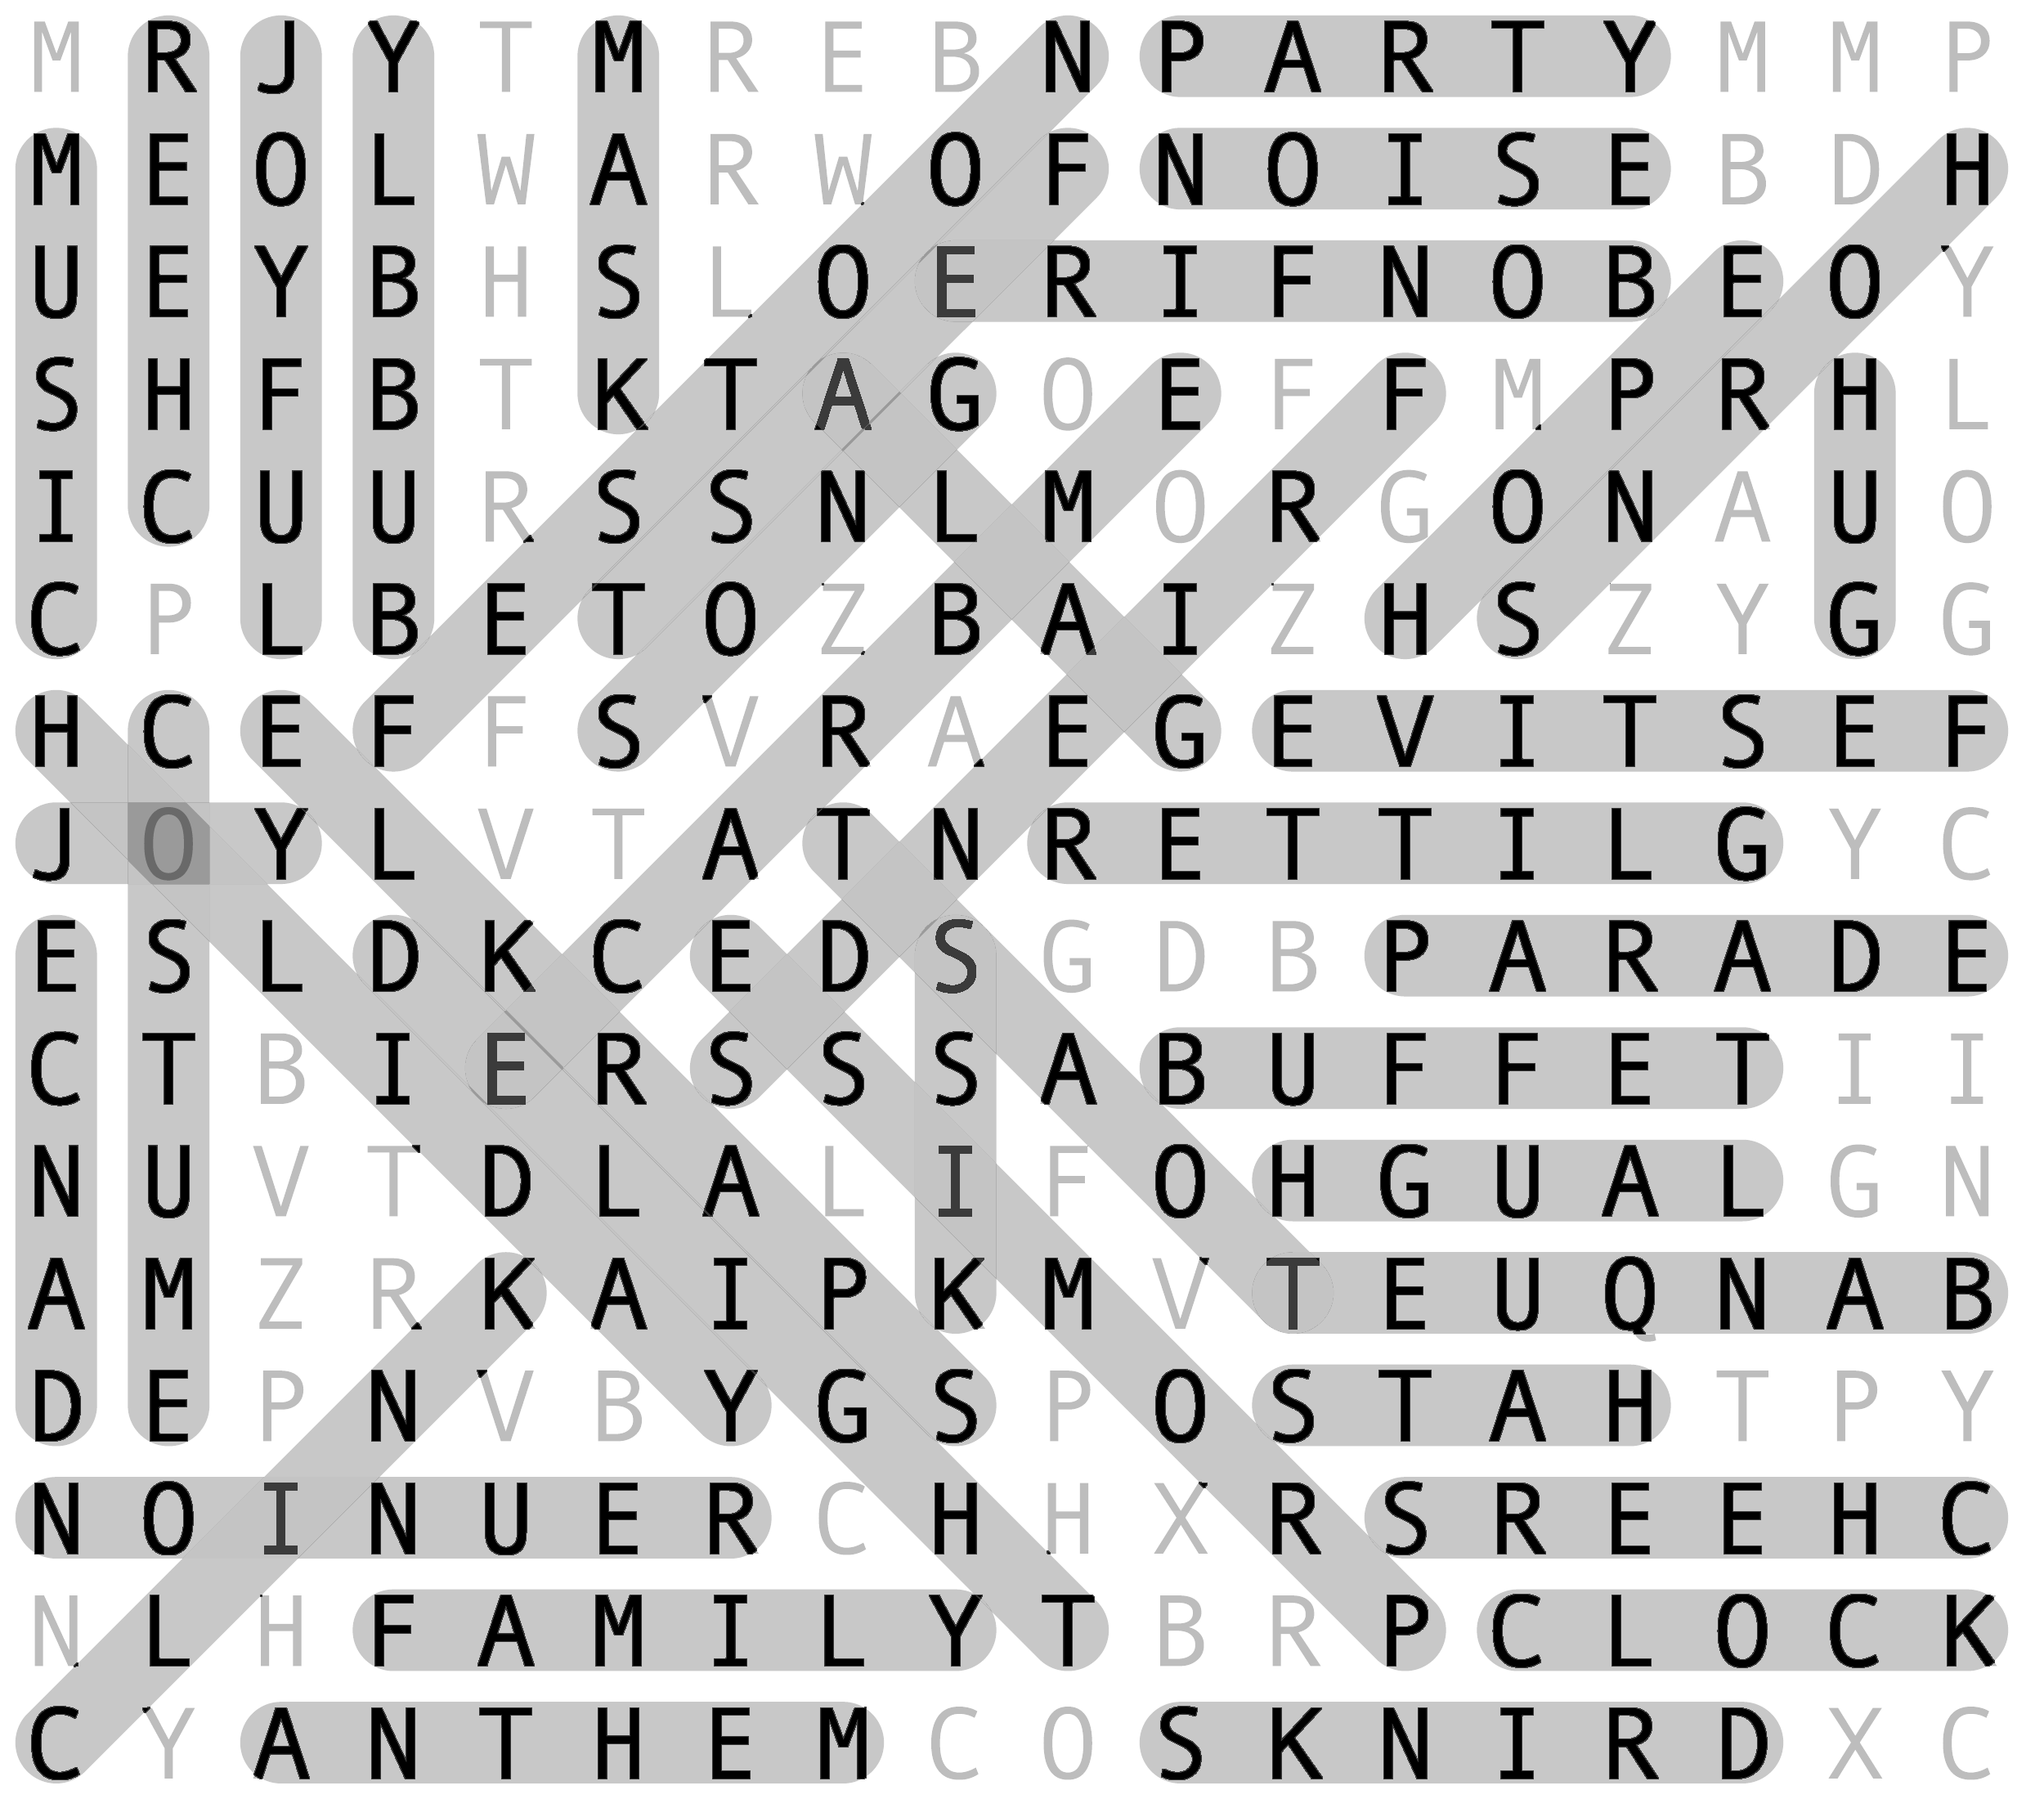 M R J Y T M R E B N P A R T Y M M P
M E O L W A R W O F N O I S E B D H
U E Y B H S L O E R I F N O B E O Y
S H F B T K T A G O E F F M P R H L
I C U U R S S N L M O R G O N A U O
C P L B E T O Z B A I Z H S Z Y G G
H C E F F S V R A E G E V I T S E F
J O Y L V T A T N R E T T I L G Y C
E S L D K C E D S G D B P A R A D E
C T B I E R S S S A B U F F E T I I
N U V T D L A L I F O H G U A L G N
A M Z R K A I P K M V T E U Q N A B
D E P N V B Y G S P O S T A H T P Y
N O I N U E R C H H X R S R E E H C
N L H F A M I L Y T B R P C L O C K
C Y A N T H E M C O S K N I R D X C